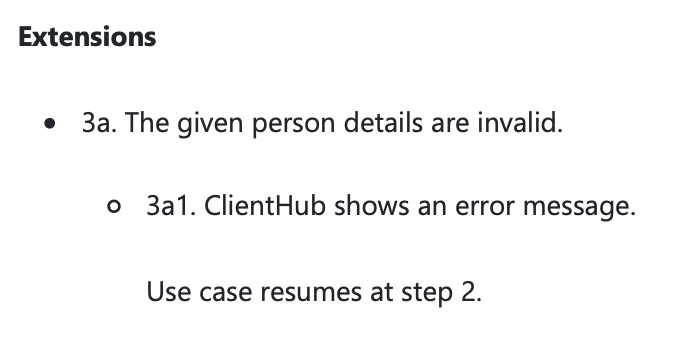 Extensions
• 3a. The given person details are invalid.
○ 3a1. ClientHub shows an error message.
Use case resumes at step 2.